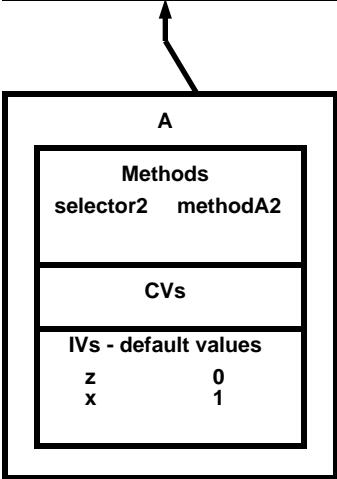 A
Methods
selector2 methodA2
CVs
IVs - default values
z 0
x 1